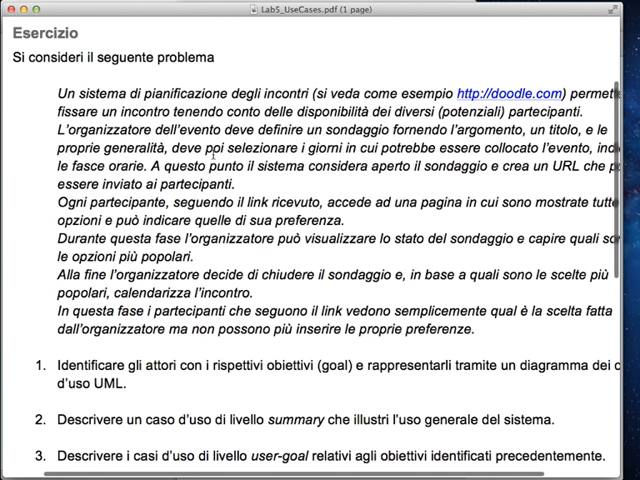 Lab5_UseCases.pdf (1 page)
Esercizio
Si consideri il seguente problema
Un sistema di pianificazione degli incontri (si veda come esempio http://doodle.com) permette
fissare un incontro tenendo conto delle disponibilità dei diversi (potenziali) partecipanti.
L'organizzatore dell'evento deve definire un sondaggio fornendo l'argomento, un titolo, e le
proprie generalità, deve poi selezionare i giorni in cui potrebbe essere collocato l'evento,
le fasce orarie. A questo punto il sistema considera aperto il sondaggio e crea un URL che
essere inviato ai partecipanti.
Ogni partecipante, seguendo il link ricevuto, accede ad una pagina in cui sono mostrate tutte
opzioni e può indicare quelle di sua preferenza.
Durante questa fase l'organizzatore può visualizzare lo stato del sondaggio e capire quali
le opzioni più popolari.
Alla fine l'organizzatore decide di chiudere il sondaggio e, in base a quali sono le scelte più
popolari, calendarizza l'incontro.
In questa fase i partecipanti che seguono il link vedono semplicemente qual è la scelta fatta
dall'organizzatore ma non possono più inserire le proprie preferenze.
1. Identificare gli attori con i rispettivi obiettivi (goal) e rappresentarli tramite un diagramma dei
d'uso UML.
2. Descrivere un caso d'uso di livello summary che illustri l'uso generale del sistema.
3. Descrivere i casi d'uso di livello user-goal relativi agli obiettivi identificati precedentemente.